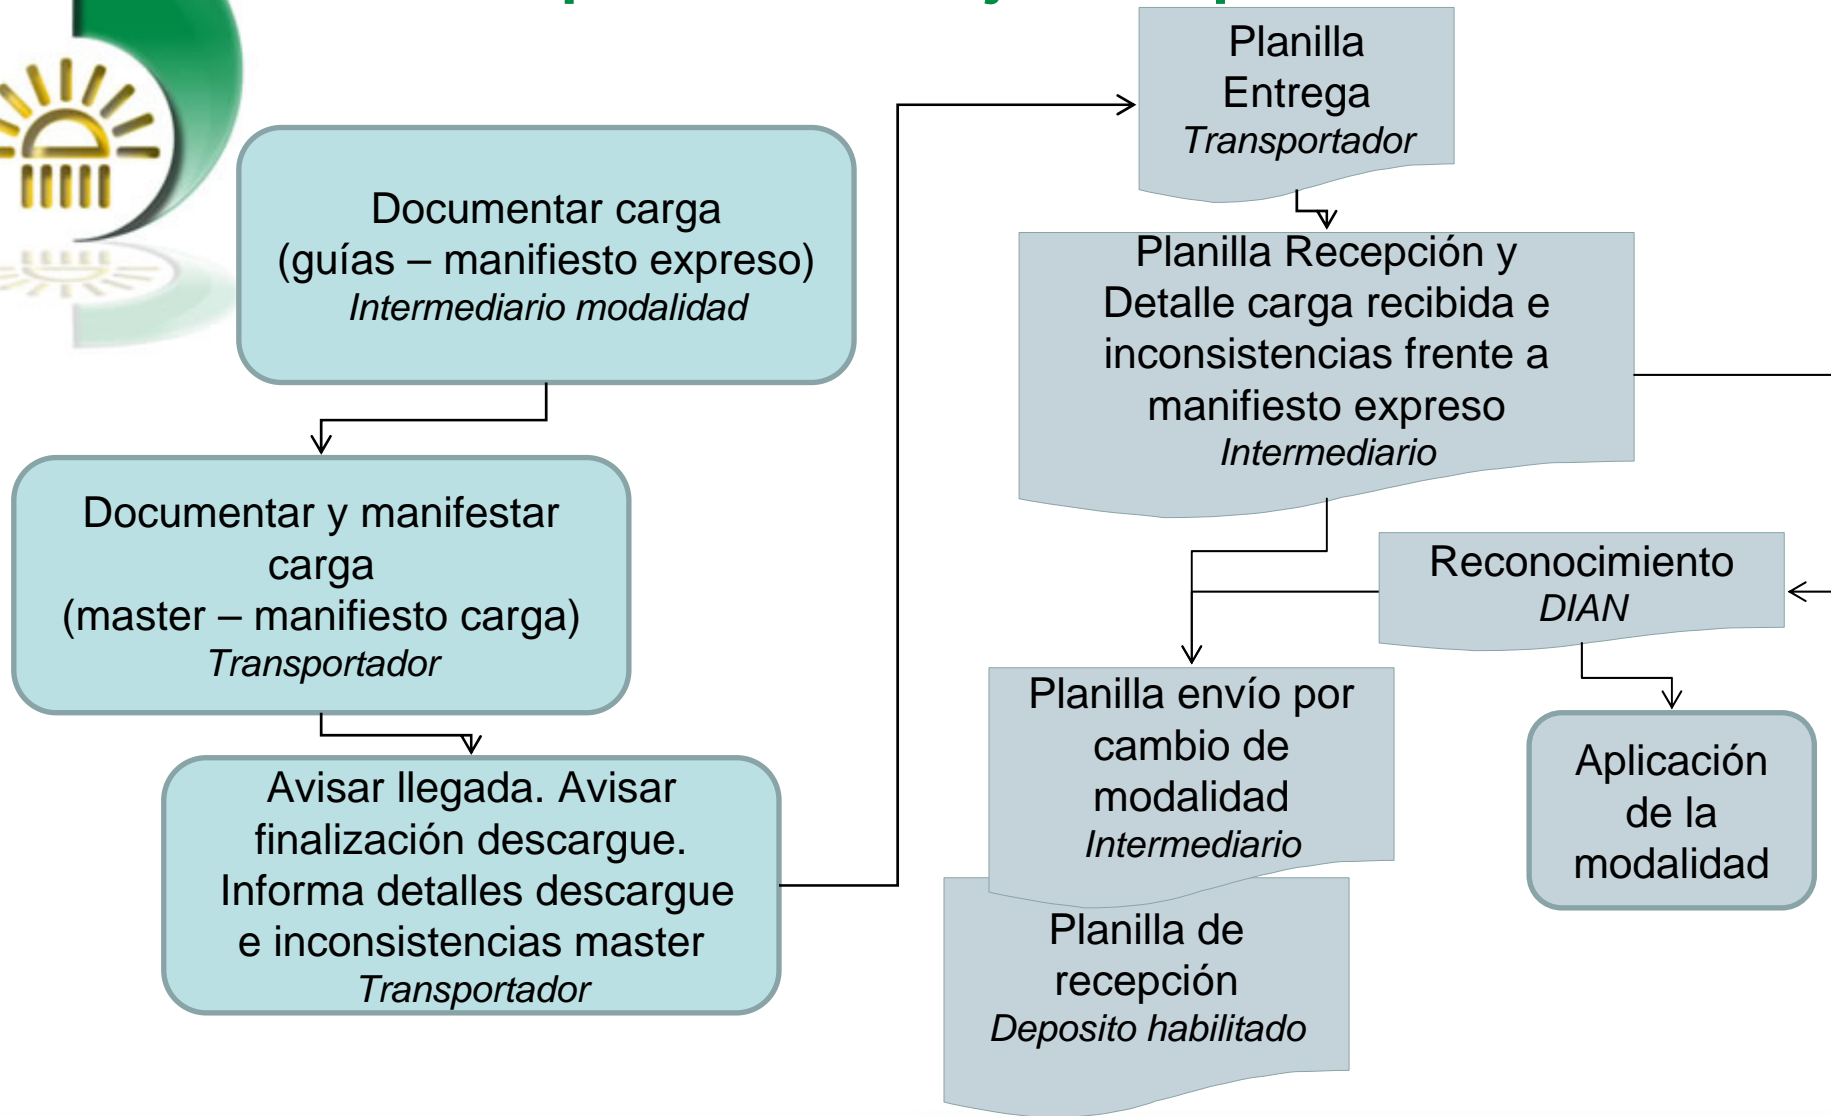 Documentar carga
(guías – manifiesto expreso)
Intermediario modalidad
Documentar y manifestar
carga
(master – manifiesto carga)
Transportador
Avisar llegada. Avisar
finalización descargue.
Informa detalles descargue
e inconsistencias master
Transportador
Planilla
Entrega
Transportador
Planilla Recepción y
Detalle carga recibida e
inconsistencias frente a
manifiesto expreso
Intermediario
Reconocimiento
DIAN
Planilla envío por
cambio de
modalidad
Intermediario
Planilla de
recepción
Deposito habilitado
Aplicación
de la
modalidad